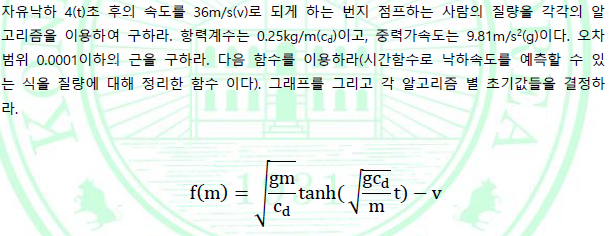 자유낙하 4(t)초 후의 속도를 36m/s(v)로 되게 하는 번지 점프하는 사람의 질량을 각각의 알
고리즘을 이용하여 구하라. 항력계수는 0.25kg/m(c_d)이고, 중력가속도는 9.81m/s²(g)이다. 오차
범위 0.0001이하의 근을 구하라. 다음 함수를 이용하라(시간함수로 낙하속도를 예측할 수 있
는 식을 질량에 대해 정리한 함수 이다). 그래프를 그리고 각 알고리즘 별 초기값들을 결정하
라.
f(m) = √(gm/c_d) tanh(√(gc_d/m) t) − v